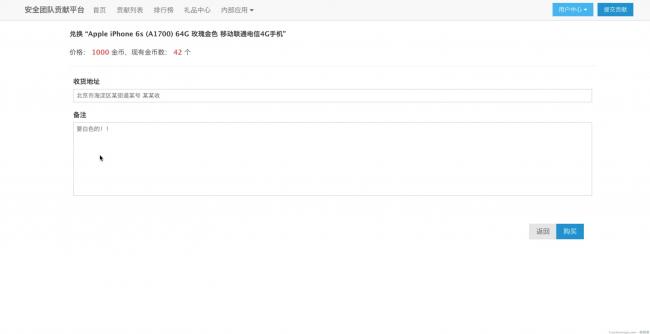 安全团队贡献平台 首页 贡献列表 排行榜 礼品中心 内部应用 用户中心 提交贡献
兑换 “Apple iPhone 6s (A1700) 64G 玫瑰金色 移动联通电信4G手机”
价格： 1000 金币，现有金币数： 42 个
收货地址
北京市海淀区某街道某号 某某收
备注
要白色的！！
返回 购买